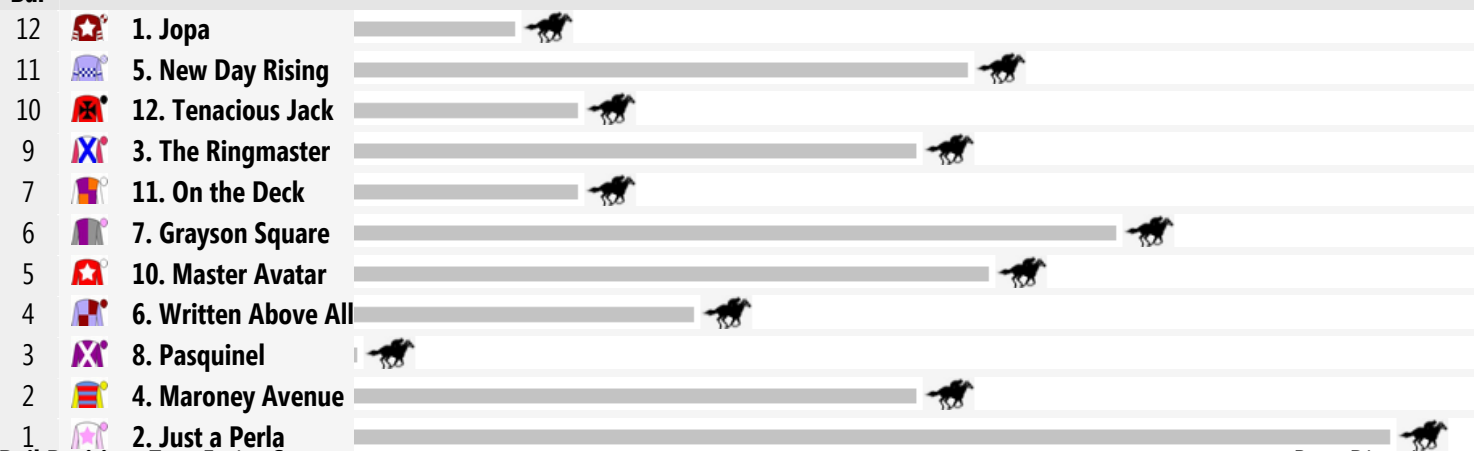 12 1. Jopa
11 5. New Day Rising
10 12. Tenacious Jack
9 3. The Ringmaster
7 11. On the Deck
6 7. Grayson Square
5 10. Master Avatar
4 6. Written Above All
3 8. Pasquinel
2 4. Maroney Avenue
1 2. Just a Perla